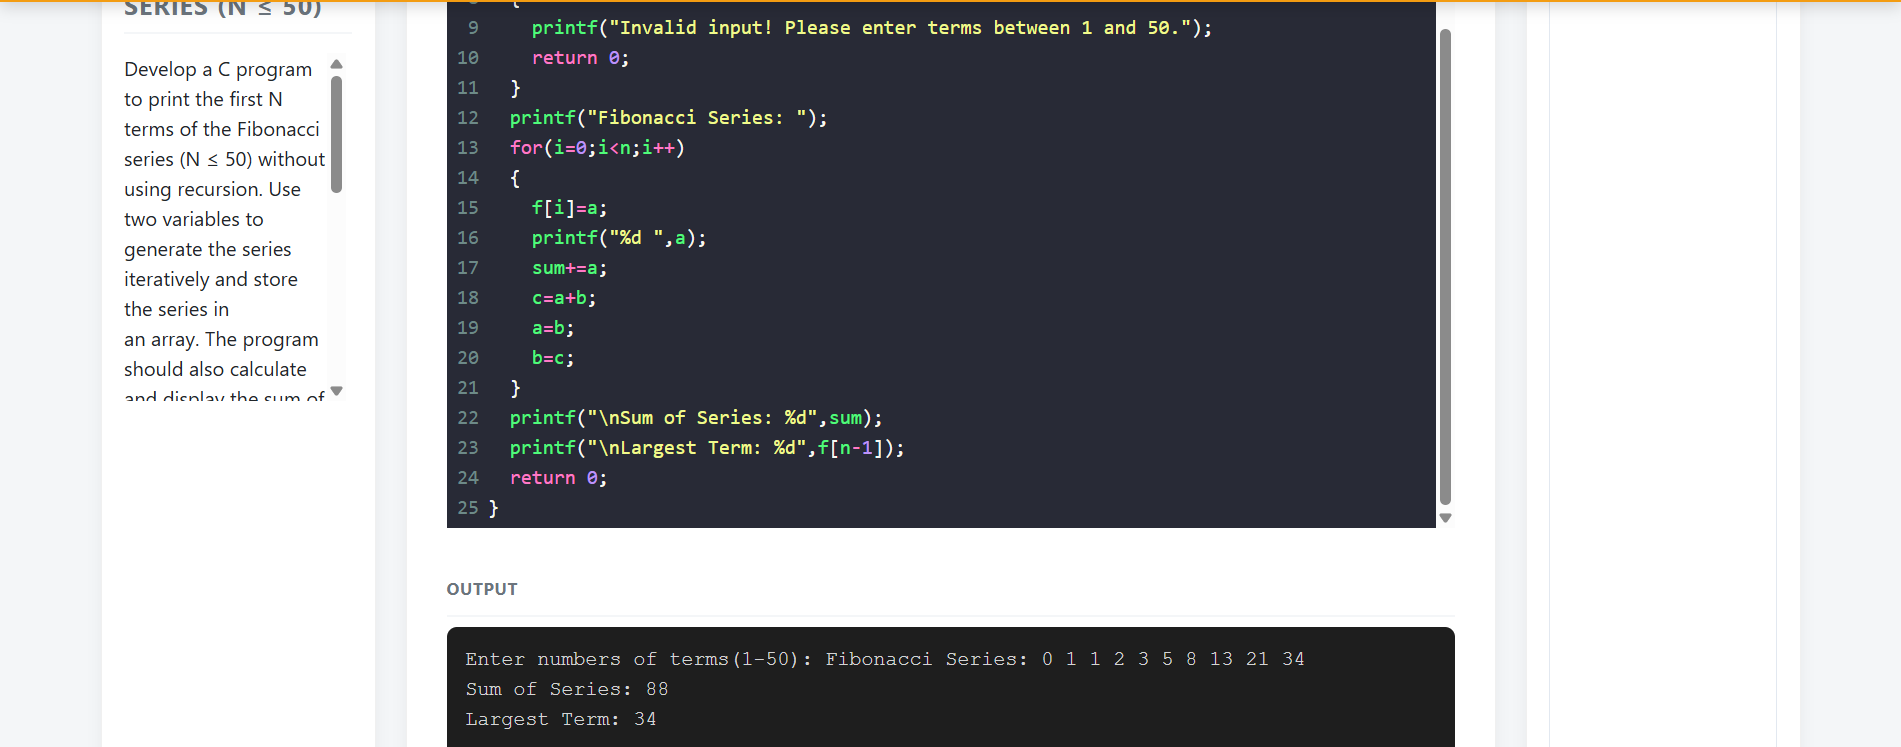 SERIES (N ≤ 50)
Develop a C program
to print the first N
terms of the Fibonacci
series (N ≤ 50) without
using recursion. Use
two variables to
generate the series
iteratively and store
the series in
an array. The program
should also calculate
and display the sum of
{
9 printf("Invalid input! Please enter terms between 1 and 50.");
10 return 0;
11 }
12 printf("Fibonacci Series: ");
13 for(i=0;i<n;i++)
14 {
15 f[i]=a;
16 printf("%d ",a);
17 sum+=a;
18 c=a+b;
19 a=b;
20 b=c;
21 }
22 printf("\nSum of Series: %d",sum);
23 printf("\nLargest Term: %d",f[n-1]);
24 return 0;
25 }
OUTPUT
Enter numbers of terms(1-50): Fibonacci Series: 0 1 1 2 3 5 8 13 21 34
Sum of Series: 88
Largest Term: 34